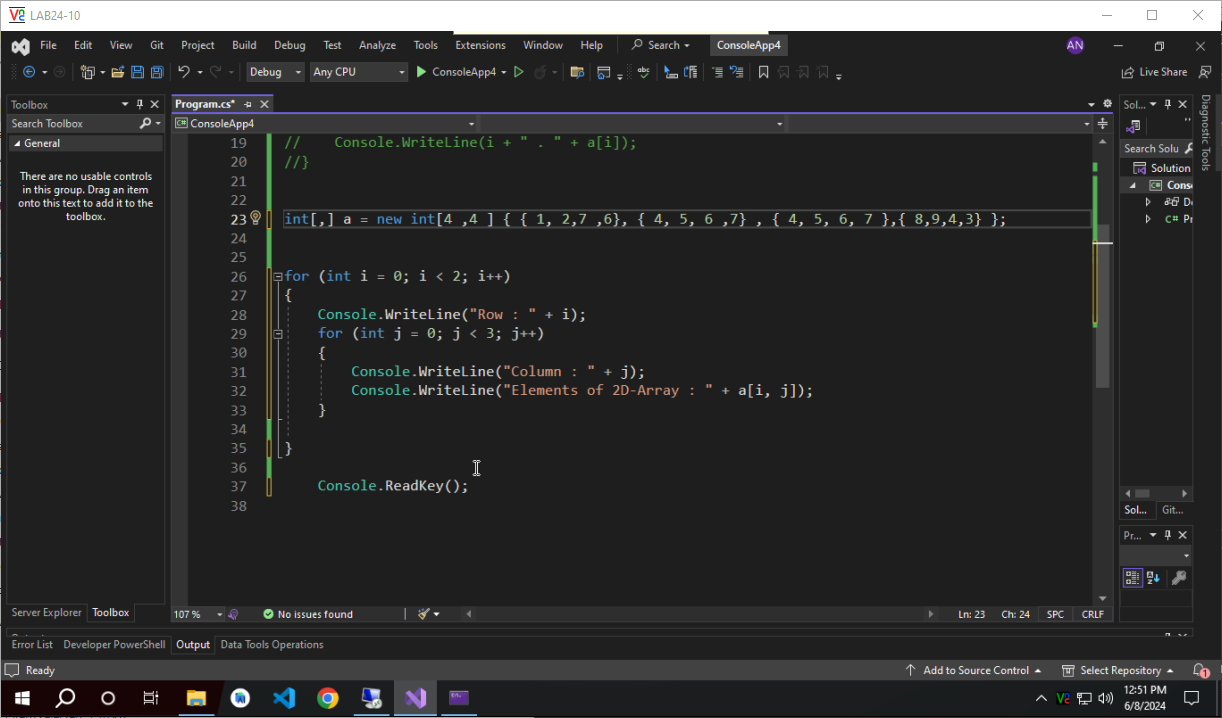 LAB24-10
File Edit View Git Project Build Debug Test Analyze Tools Extensions Window Help Search ConsoleApp4 AN
Debug Any CPU ConsoleApp4 Live Share
Toolbox
Search Toolbox
General
There are no usable controls
in this group. Drag an item
onto this text to add it to the
toolbox.
Server Explorer Toolbox
Program.cs*
C# ConsoleApp4
19 // Console.WriteLine(i + " . " + a[i]);
20 //}
21
22
23 int[,] a = new int[4 ,4 ] { { 1, 2,7 ,6}, { 4, 5, 6 ,7} , { 4, 5, 6, 7 },{ 8,9,4,3} };
24
25
26 for (int i = 0; i < 2; i++)
27 {
28 Console.WriteLine("Row : " + i);
29 for (int j = 0; j < 3; j++)
30 {
31 Console.WriteLine("Column : " + j);
32 Console.WriteLine("Elements of 2D-Array : " + a[i, j]);
33 }
34
35 }
36
37 Console.ReadKey();
38
107 % No issues found Ln: 23 Ch: 24 SPC CRLF
Sol...
Search Solu
Solution
C# Conso
De
C# Pr
Sol... Git...
Pr...
Diagnostic Tools
Error List Developer PowerShell Output Data Tools Operations
Ready Add to Source Control Select Repository 1
12:51 PM
6/8/2024